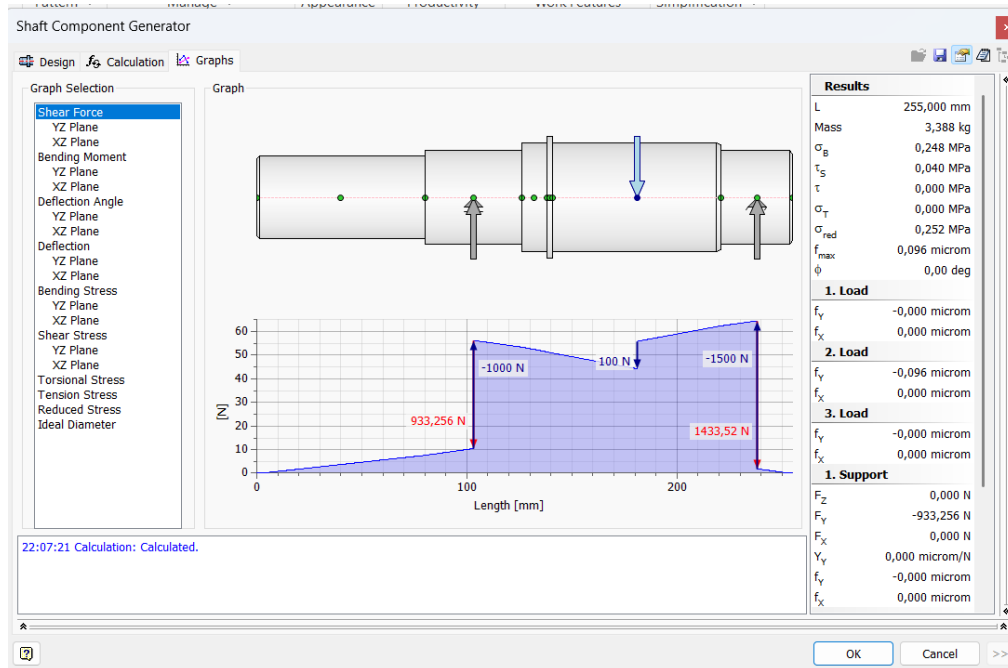 Pattern Manage Appearance Productivity Work Features Simplification
Shaft Component Generator
Design Calculation Graphs
Graph Selection
Shear Force
YZ Plane
XZ Plane
Bending Moment
YZ Plane
XZ Plane
Deflection Angle
YZ Plane
XZ Plane
Deflection
YZ Plane
XZ Plane
Bending Stress
YZ Plane
XZ Plane
Shear Stress
YZ Plane
XZ Plane
Torsional Stress
Tension Stress
Reduced Stress
Ideal Diameter
Graph
60
50
40
30
20
10
0
[N]
-1000 N
100 N
-1500 N
933,256 N
1433,52 N
0 100 200
Length [mm]
Results
L 255,000 mm
Mass 3,388 kg
σB 0,248 MPa
τS 0,040 MPa
τ 0,000 MPa
σT 0,000 MPa
σred 0,252 MPa
fmax 0,096 microm
ϕ 0,00 deg
1. Load
fY -0,000 microm
fX 0,000 microm
2. Load
fY -0,096 microm
fX 0,000 microm
3. Load
fY -0,000 microm
fX 0,000 microm
1. Support
FZ 0,000 N
FY -933,256 N
FX 0,000 N
YY 0,000 microm/N
fY -0,000 microm
fX 0,000 microm
22:07:21 Calculation: Calculated.
OK Cancel >>